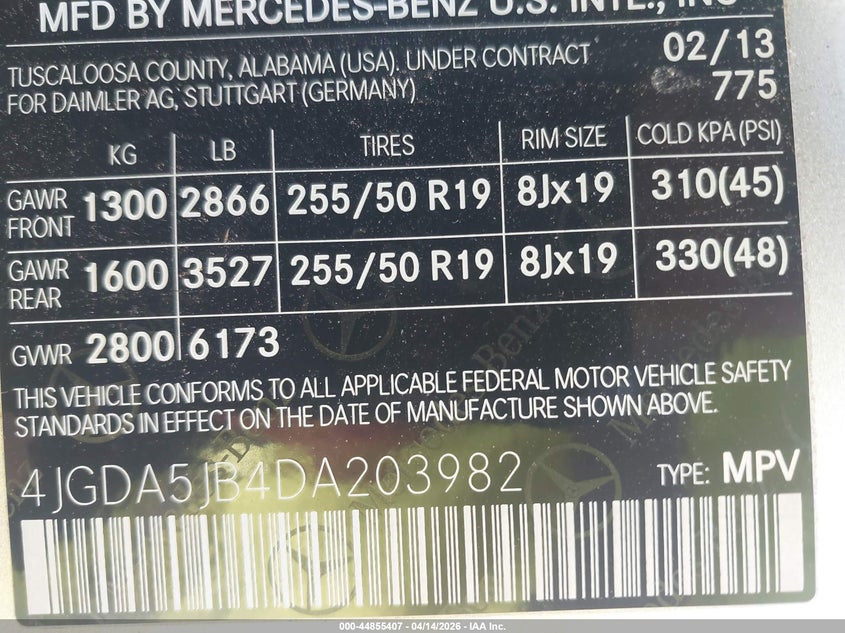 MFD BY MERCEDES-BENZ U.S. INTL., INC
TUSCALOOSA COUNTY, ALABAMA (USA), UNDER CONTRACT 02/13
FOR DAIMLER AG, STUTTGART (GERMANY) 775
KG LB TIRES RIM SIZE COLD KPA (PSI)
GAWR FRONT 1300 2866 255/50 R19 8Jx19 310(45)
GAWR REAR 1600 3527 255/50 R19 8Jx19 330(48)
GVWR 2800 6173
THIS VEHICLE CONFORMS TO ALL APPLICABLE FEDERAL MOTOR VEHICLE SAFETY
STANDARDS IN EFFECT ON THE DATE OF MANUFACTURE SHOWN ABOVE.
4JGDA5JB4DA203982 TYPE: MPV
000-44855407 - 04/14/2026 - IAA Inc.